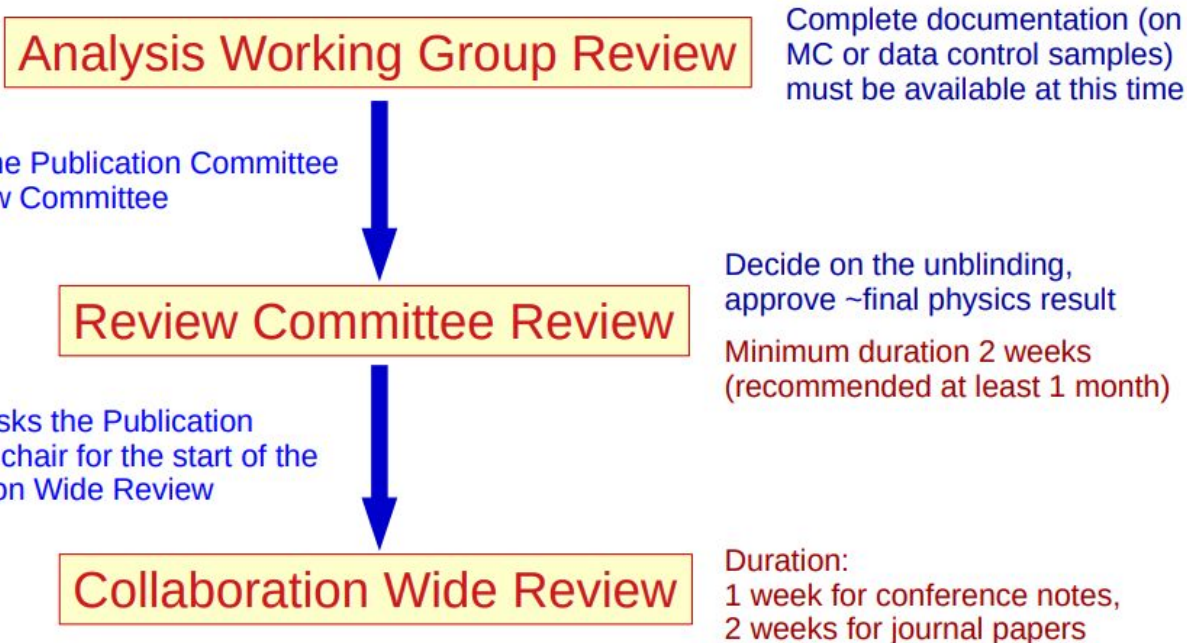 Analysis Working Group Review
Complete documentation (on
MC or data control samples)
must be available at this time
Publication Committee
Committee
Review Committee Review
Decide on the unblinding,
approve ~final physics result
Minimum duration 2 weeks
(recommended at least 1 month)
the Publication
chair for the start of the
Wide Review
Collaboration Wide Review
Duration:
1 week for conference notes,
2 weeks for journal papers